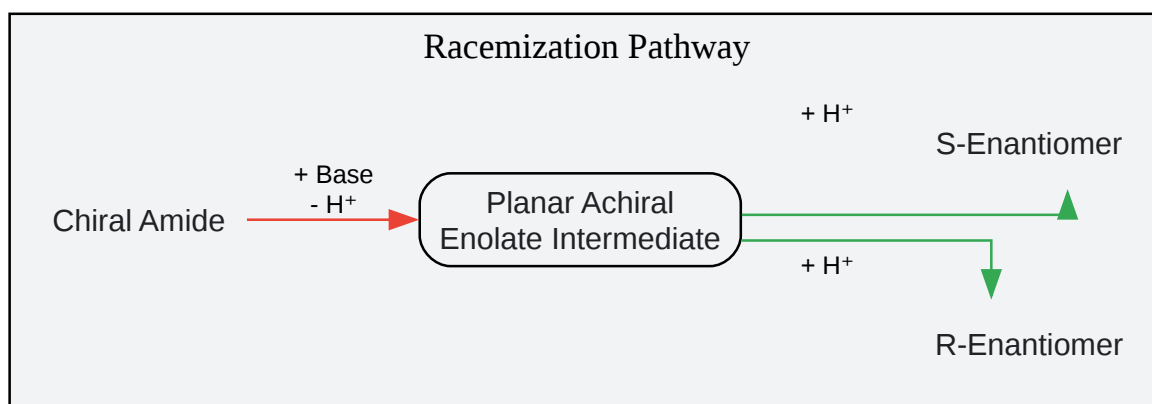 Racemization Pathway
+ H⁺
S-Enantiomer
+ Base
- H⁺
Chiral Amide
Planar Achiral
Enolate Intermediate
+ H⁺
R-Enantiomer